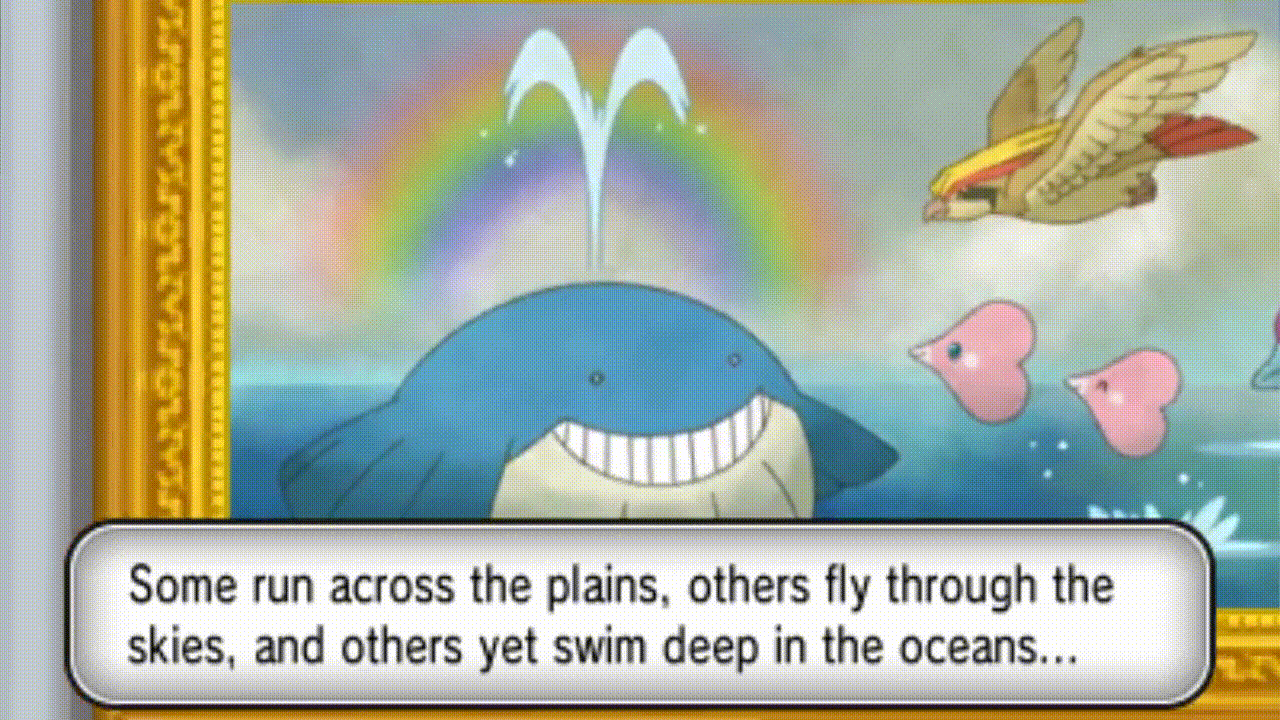 Some run across the plains, others fly through the
skies, and others yet swim deep in the oceans...